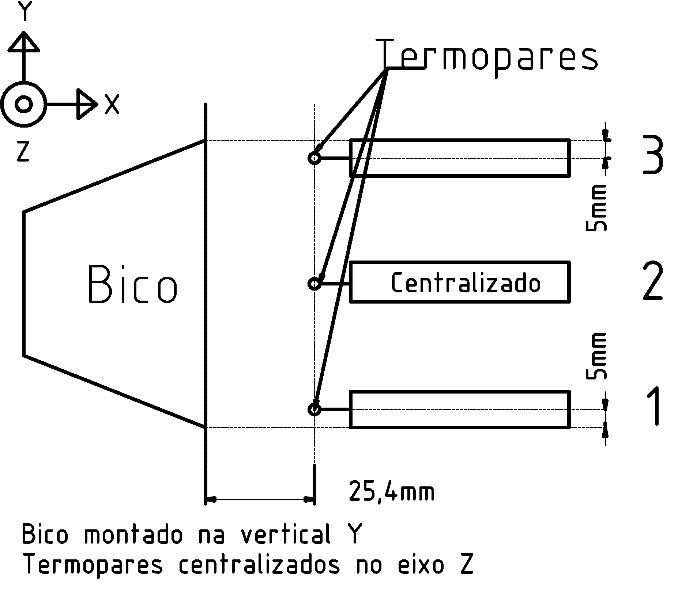 Y
X
Z
Termopares
3
5mm
Bico
Centralizado
2
5mm
1
25,4mm
Bico montado na vertical Y
Termopares centralizados no eixo Z